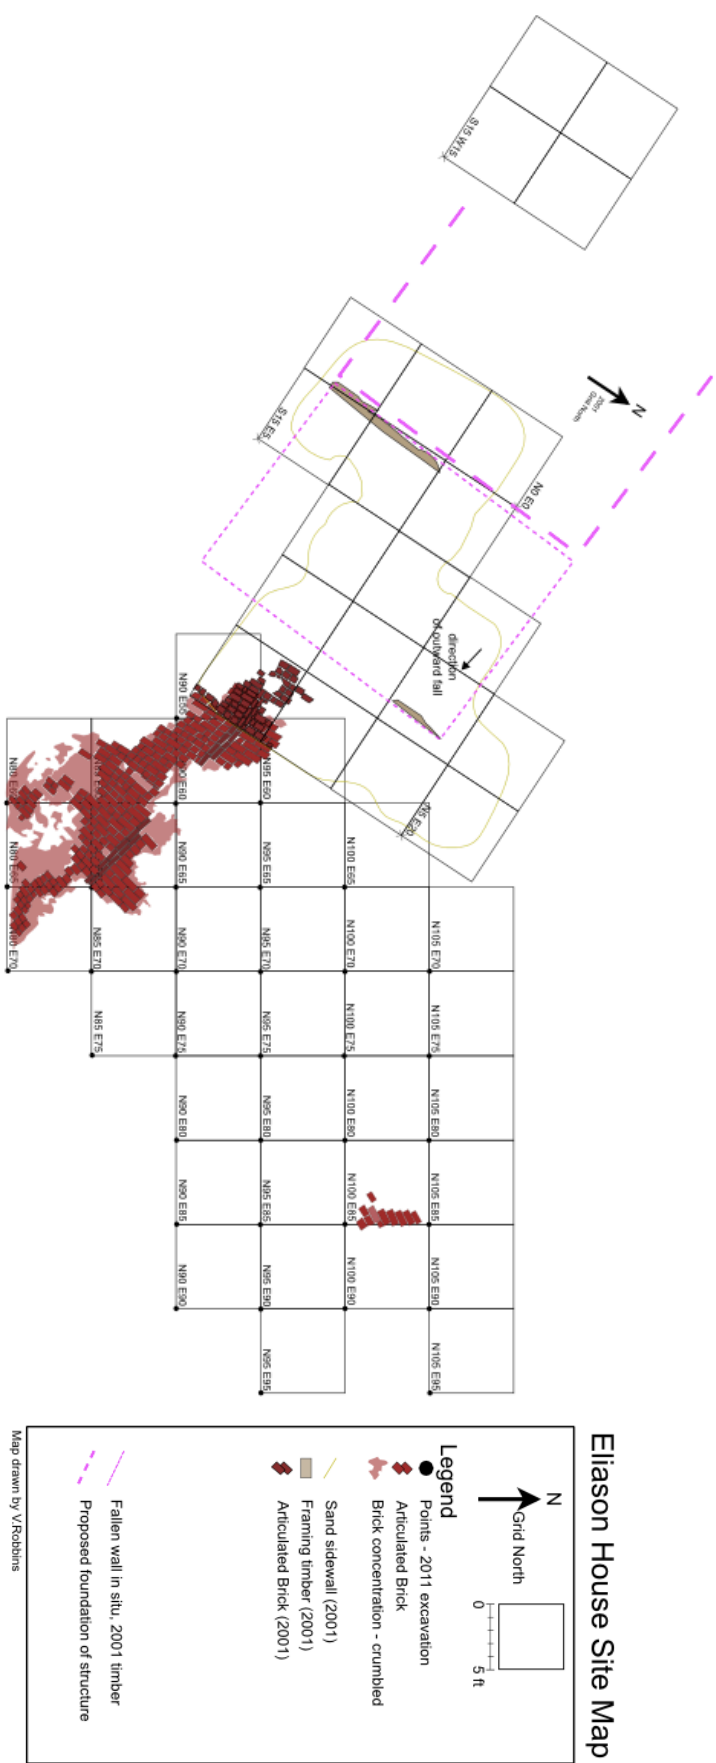 Eliason House Site Map
N
Grid North
0 5 ft
Legend
Points - 2011 excavation
Articulated Brick
Brick concentration - crumbled
Sand sidewall (2001)
Framing timber (2001)
Articulated Brick (2001)
Fallen wall in situ, 2001 timber
Proposed foundation of structure
Map drawn by V.Robbins
S15 W15
N
2001
Grid North
S15 E5
N0 E0
direction
of outward fall
N5 E20
N105 E70
N105 E75
N105 E80
N105 E85
N105 E90
N105 E95
N100 E65
N100 E70
N100 E75
N100 E80
N100 E85
N100 E90
N95 E60
N95 E65
N95 E70
N95 E75
N95 E80
N95 E85
N95 E90
N95 E95
N90 E55
N90 E60
N90 E65
N90 E70
N90 E75
N90 E80
N90 E85
N90 E90
N85 E70
N85 E75
N80 E65
N80 E70